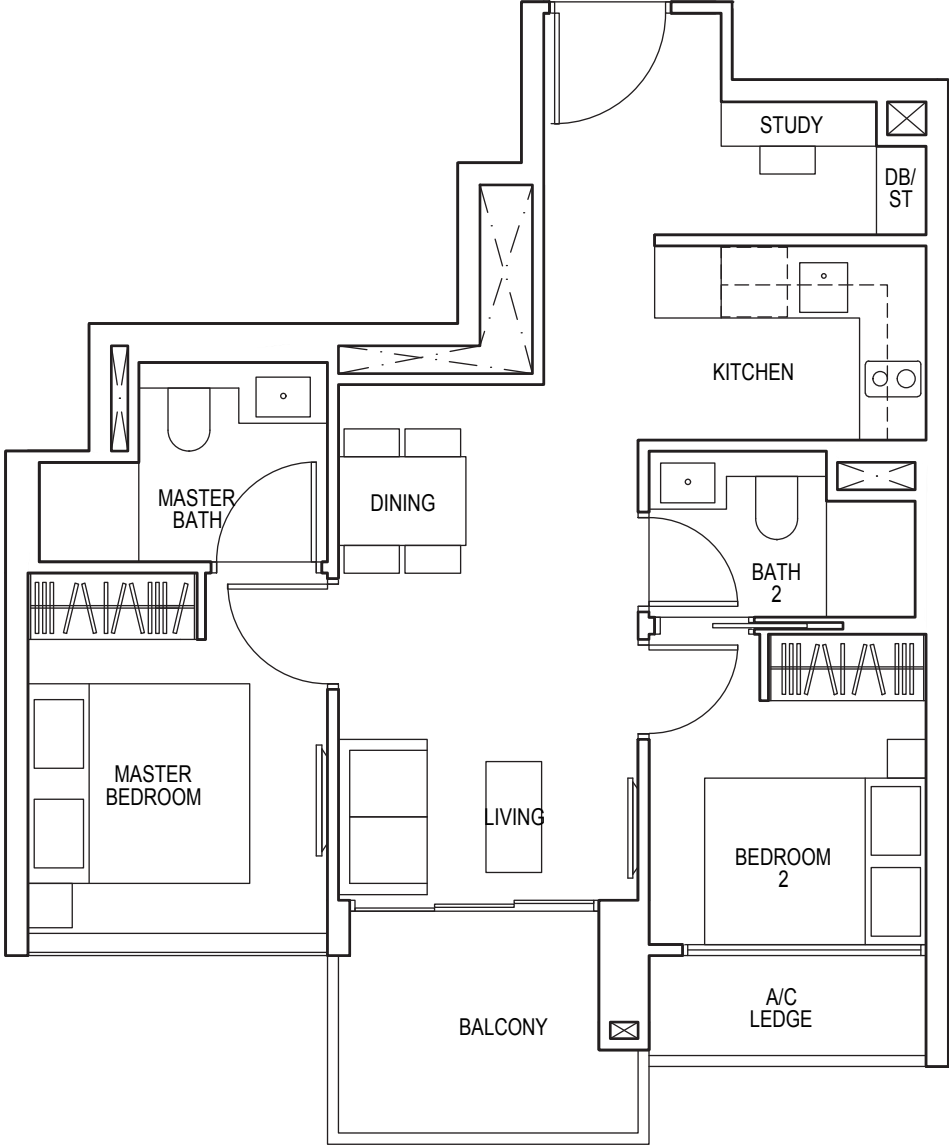 STUDY
DB/
ST
KITCHEN
MASTER
BATH
DINING
BATH
2
MASTER
BEDROOM
LIVING
BEDROOM
2
BALCONY
A/C
LEDGE